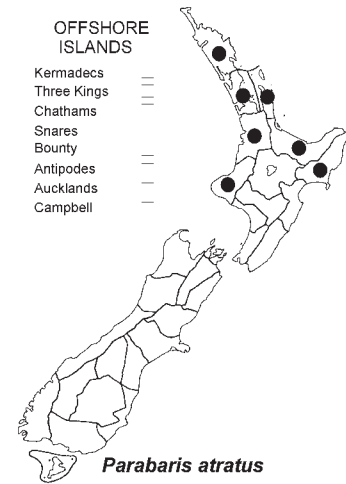 OFFSHORE
ISLANDS
Kermadecs
Three Kings
Chathams
Snares
Bounty
Antipodes
Aucklands
Campbell
Parabaris atratus